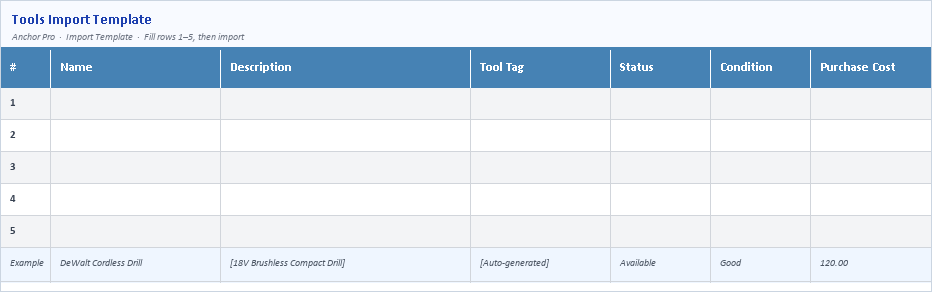 Tools Import Template
Anchor Pro · Import Template · Fill rows 1–5, then import
# Name Description Tool Tag Status Condition Purchase Cost
1
2
3
4
5
Example DeWalt Cordless Drill [18V Brushless Compact Drill] [Auto-generated] Available Good 120.00